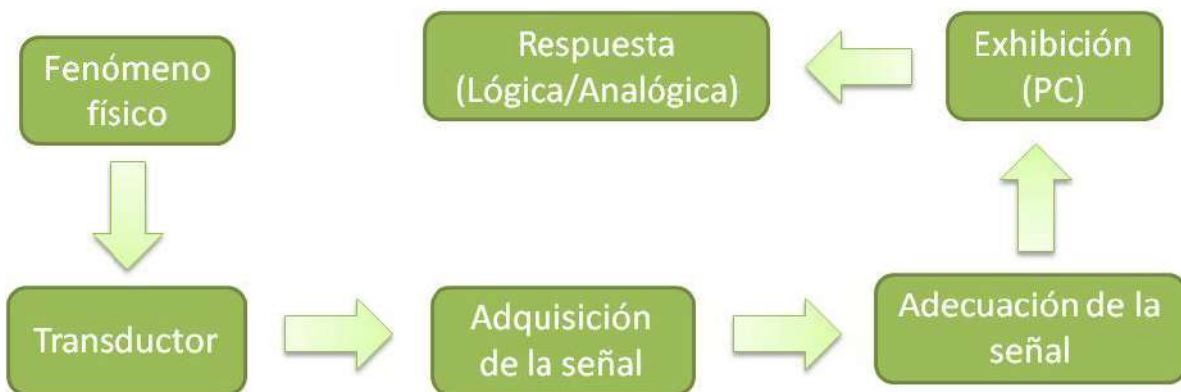 Fenómeno
físico
Transductor
Adquisición
de la señal
Adecuación de la
señal
Exhibición
(PC)
Respuesta
(Lógica/Analógica)